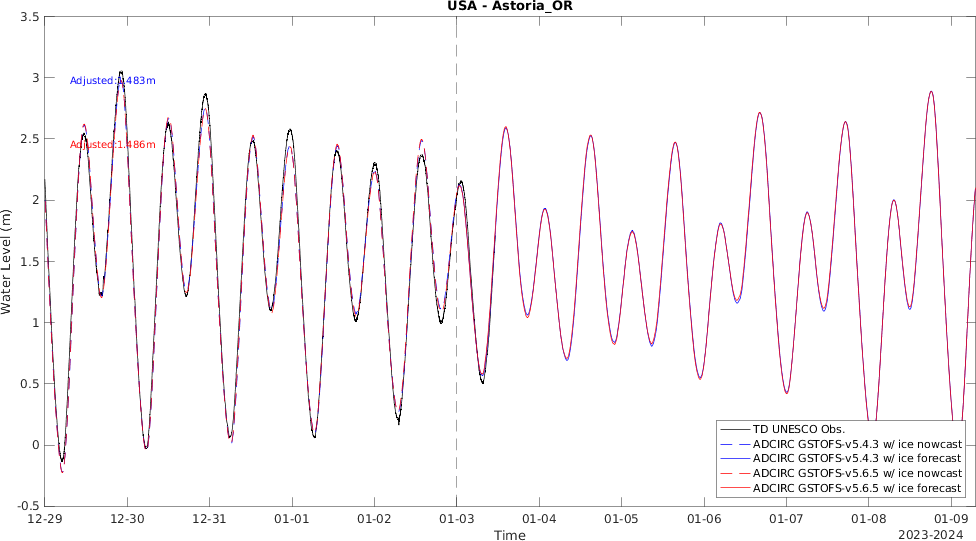 USA - Astoria_OR
3.5
3
2.5
2
1.5
1
0.5
0
-0.5
Water Level (m)
Adjusted:1.483m
Adjusted:1.486m
TD UNESCO Obs.
ADCIRC GSTOFS-v5.4.3 w/ ice nowcast
ADCIRC GSTOFS-v5.4.3 w/ ice forecast
ADCIRC GSTOFS-v5.6.5 w/ ice nowcast
ADCIRC GSTOFS-v5.6.5 w/ ice forecast
12-29 12-30 12-31 01-01 01-02 01-03 01-04 01-05 01-06 01-07 01-08 01-09
Time
2023-2024